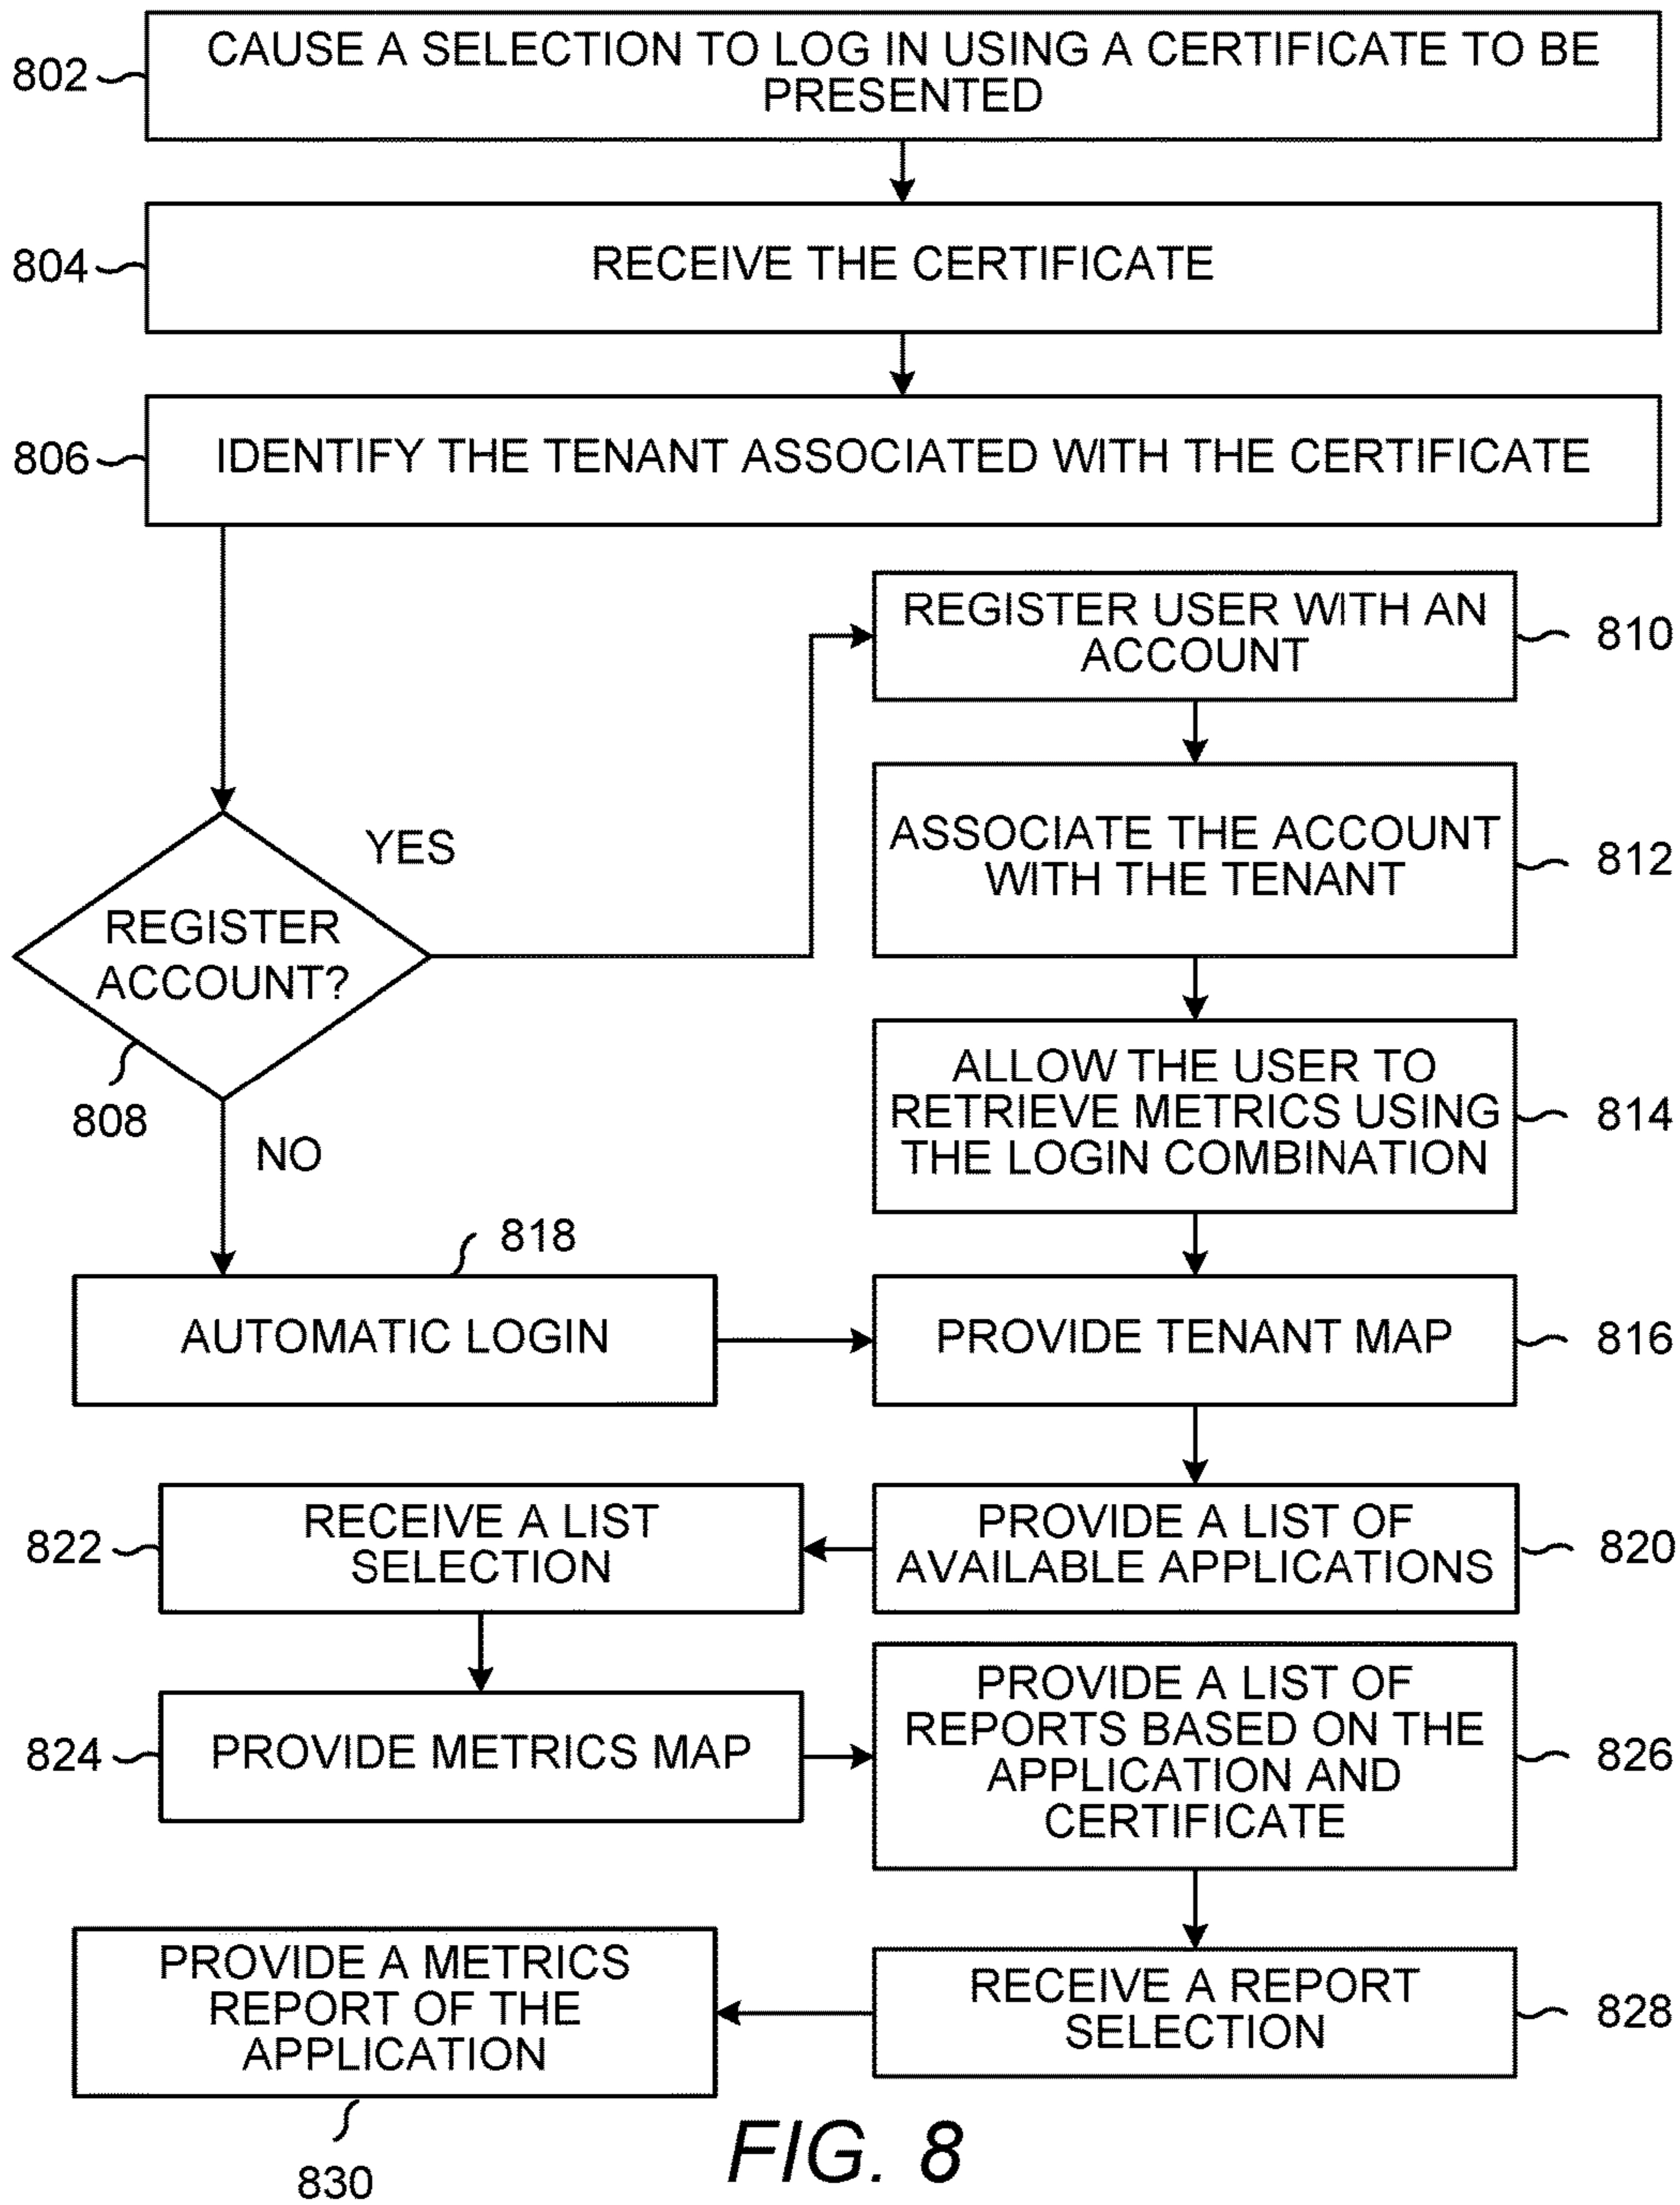 802
CAUSE A SELECTION TO LOG IN USING A CERTIFICATE TO BE
PRESENTED
804
RECEIVE THE CERTIFICATE
806
IDENTIFY THE TENANT ASSOCIATED WITH THE CERTIFICATE
REGISTER USER WITH AN
ACCOUNT
810
ASSOCIATE THE ACCOUNT
WITH THE TENANT
812
YES
REGISTER
ACCOUNT?
808
NO
ALLOW THE USER TO
RETRIEVE METRICS USING
THE LOGIN COMBINATION
814
818
AUTOMATIC LOGIN
PROVIDE TENANT MAP
816
822
RECEIVE A LIST
SELECTION
PROVIDE A LIST OF
AVAILABLE APPLICATIONS
820
824
PROVIDE METRICS MAP
PROVIDE A LIST OF
REPORTS BASED ON THE
APPLICATION AND
CERTIFICATE
826
PROVIDE A METRICS
REPORT OF THE
APPLICATION
830
RECEIVE A REPORT
SELECTION
828
FIG. 8